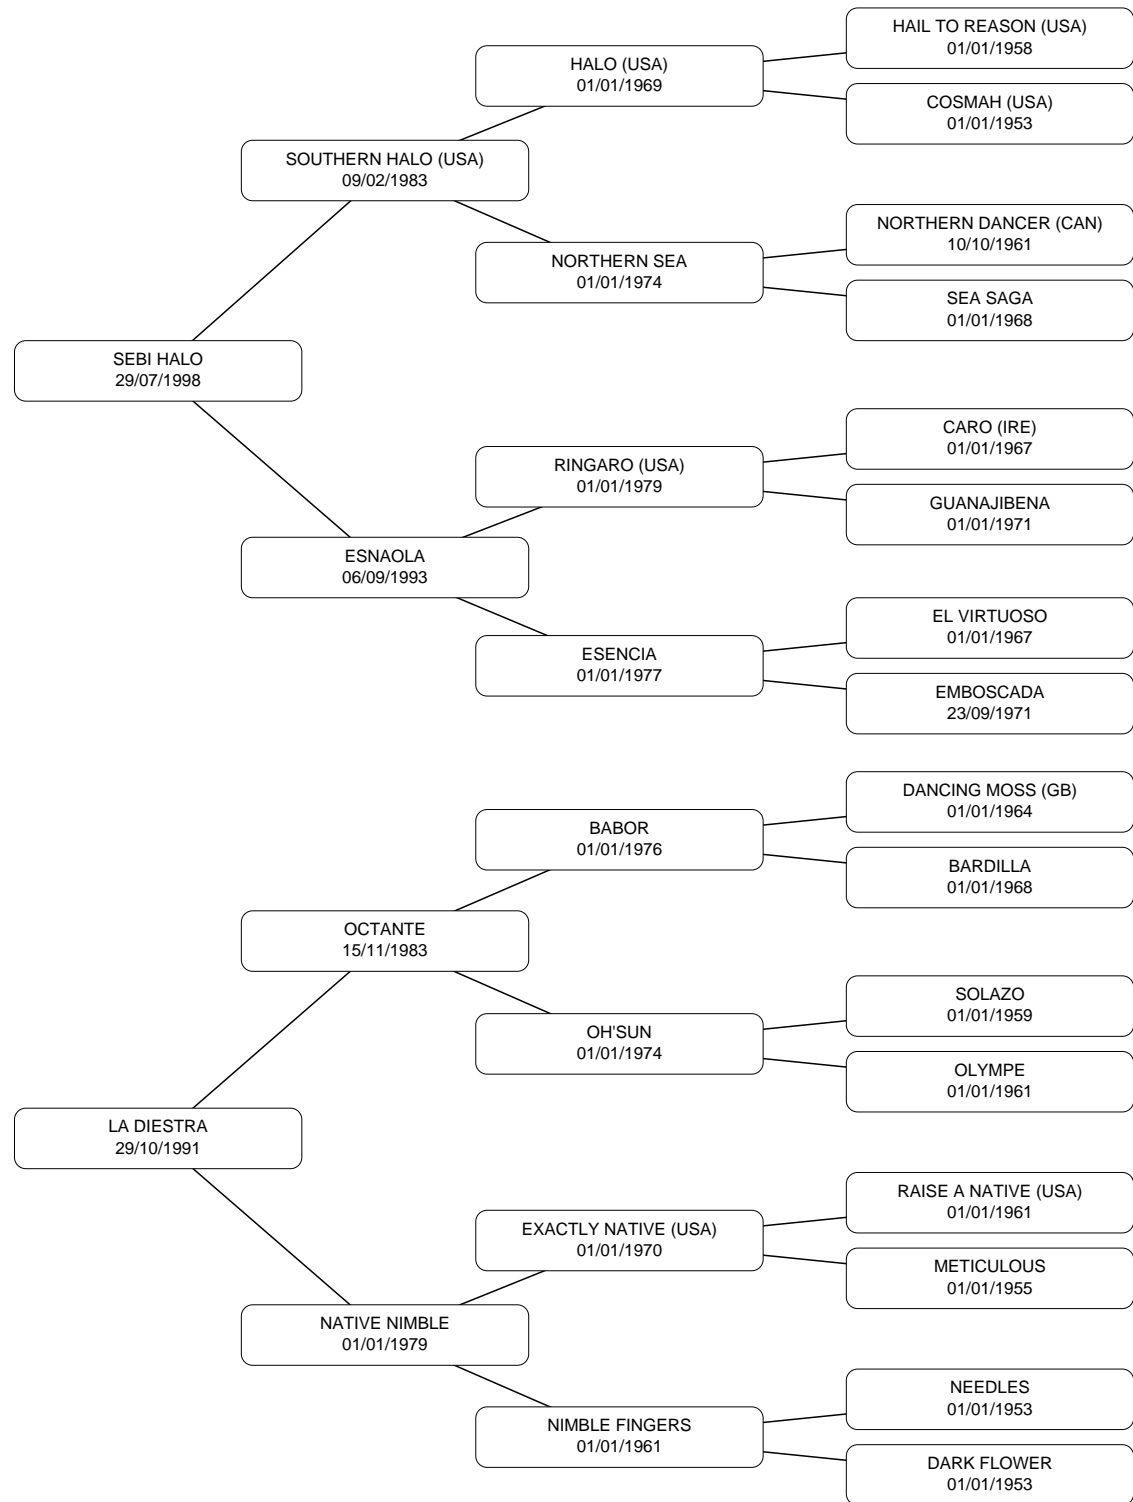 HAIL TO REASON (USA)
01/01/1958
HALO (USA)
01/01/1969
COSMAH (USA)
01/01/1953
SOUTHERN HALO (USA)
09/02/1983
NORTHERN DANCER (CAN)
10/10/1961
NORTHERN SEA
01/01/1974
SEA SAGA
01/01/1968
SEBI HALO
29/07/1998
CARO (IRE)
01/01/1967
RINGARO (USA)
01/01/1979
GUANAJIBENA
01/01/1971
ESNAOLA
06/09/1993
EL VIRTUOSO
01/01/1967
ESENCIA
01/01/1977
EMBOSCADA
23/09/1971
DANCING MOSS (GB)
01/01/1964
BABOR
01/01/1976
BARDILLA
01/01/1968
OCTANTE
15/11/1983
SOLAZO
01/01/1959
OH'SUN
01/01/1974
OLYMPE
01/01/1961
LA DIESTRA
29/10/1991
RAISE A NATIVE (USA)
01/01/1961
EXACTLY NATIVE (USA)
01/01/1970
METICULOUS
01/01/1955
NATIVE NIMBLE
01/01/1979
NEEDLES
01/01/1953
NIMBLE FINGERS
01/01/1961
DARK FLOWER
01/01/1953